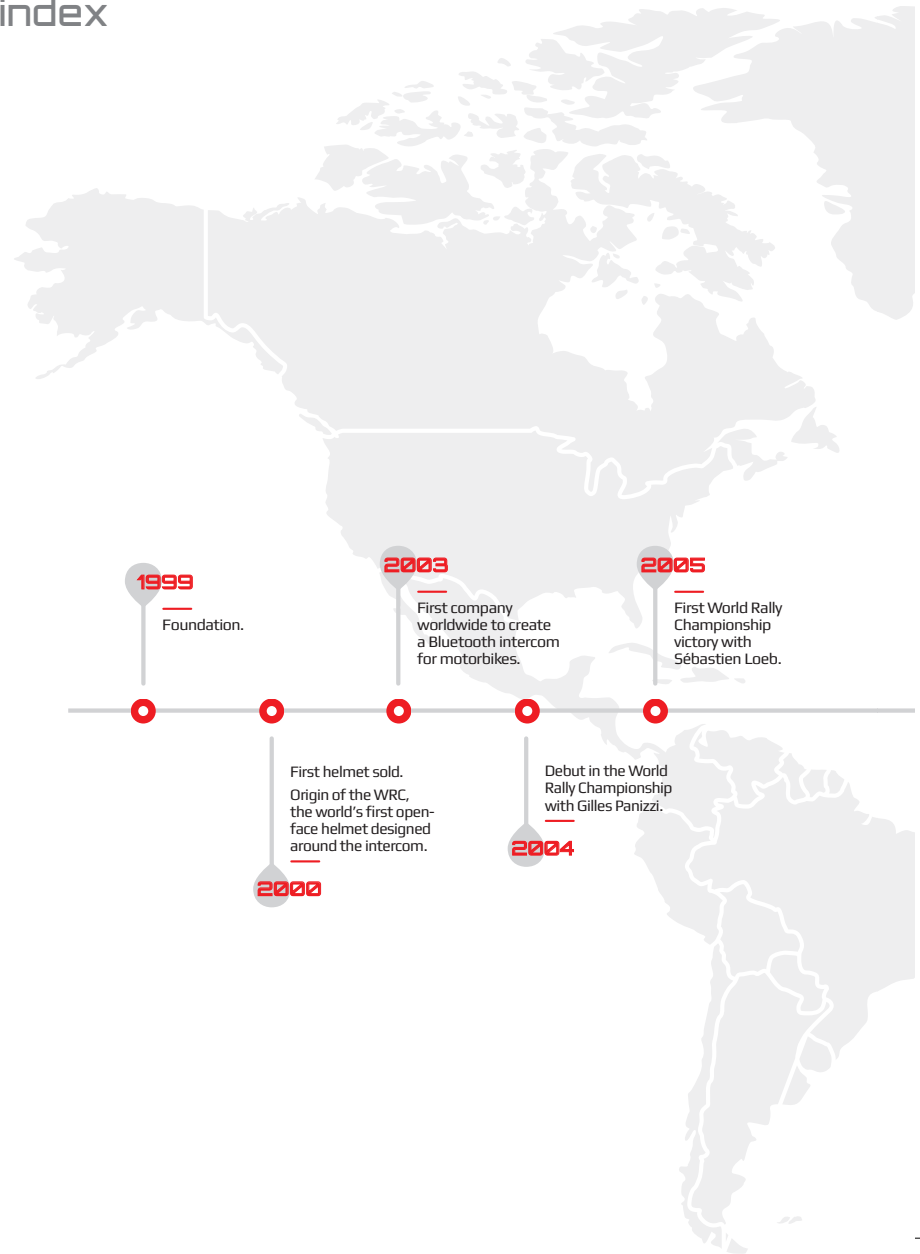 index
1999
Foundation.
2003
First company
worldwide to create
a Bluetooth intercom
for motorbikes.
2005
First World Rally
Championship
victory with
Sébastien Loeb.
First helmet sold.
Origin of the WRC,
the world's first open-
face helmet designed
around the intercom.
2000
Debut in the World
Rally Championship
with Gilles Panizzi.
2004